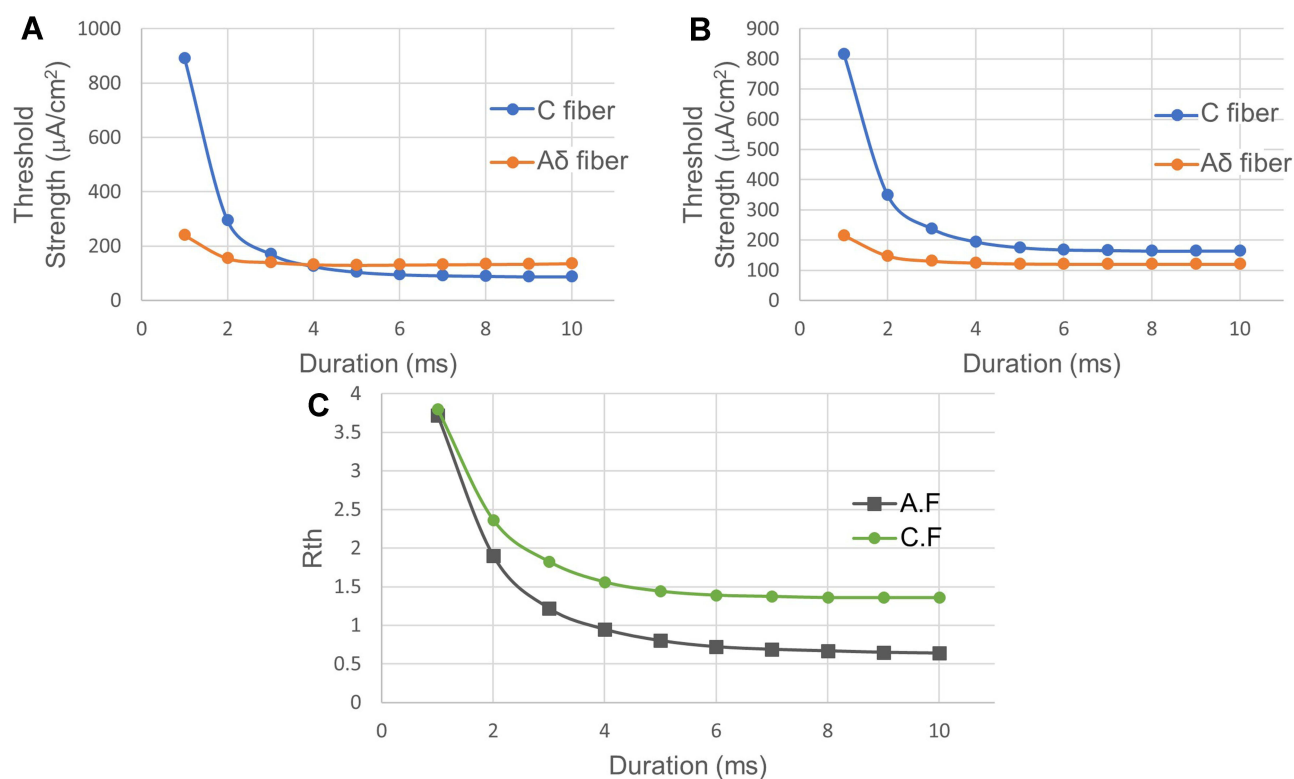 A
Threshold
Strength (μA/cm²)
1000
800
600
400
200
0
C fiber
Aδ fiber
0 2 4 6 8 10
Duration (ms)
B
Threshold
Strength (μA/cm²)
900
800
700
600
500
400
300
200
100
0
C fiber
Aδ fiber
0 2 4 6 8 10
Duration (ms)
C
Rth
4
3.5
3
2.5
2
1.5
1
0.5
0
A.F
C.F
0 2 4 6 8 10
Duration (ms)